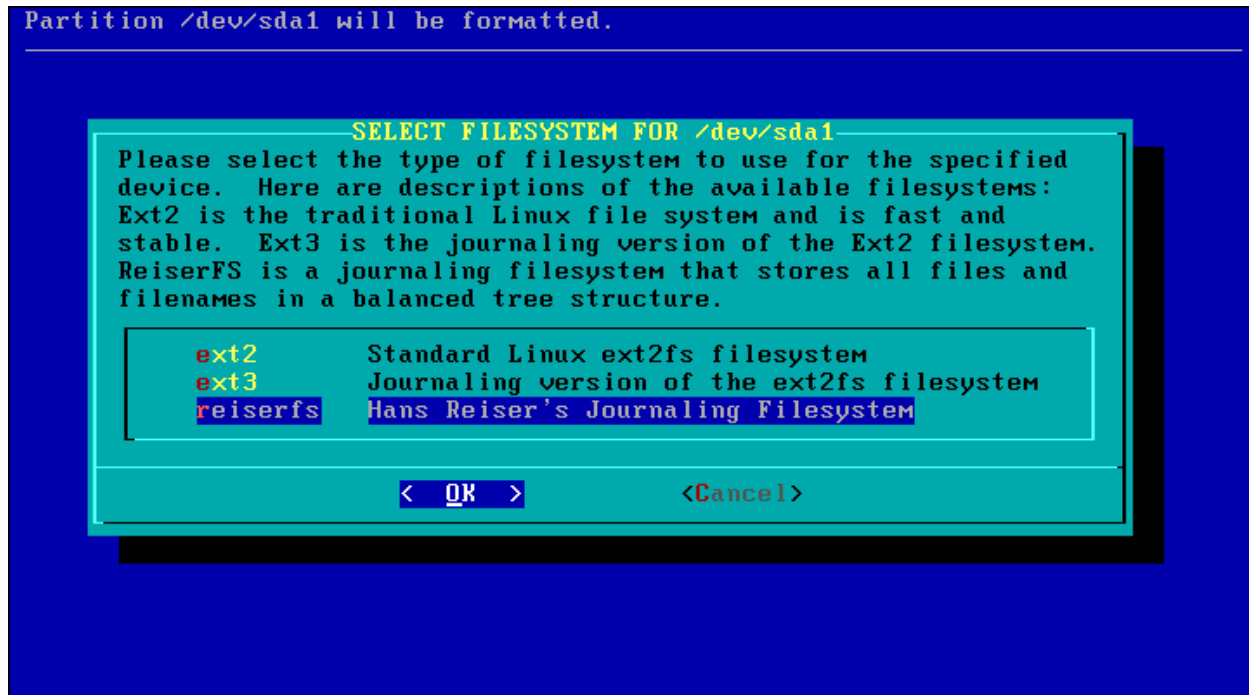 Partition /dev/sda1 will be formatted.
SELECT FILESYSTEM FOR /dev/sda1
Please select the type of filesystem to use for the specified
device.  Here are descriptions of the available filesystems:
Ext2 is the traditional Linux file system and is fast and
stable.  Ext3 is the journaling version of the Ext2 filesystem.
ReiserFS is a journaling filesystem that stores all files and
filenames in a balanced tree structure.
ext2 Standard Linux ext2fs filesystem
ext3 Journaling version of the ext2fs filesystem
reiserfs Hans Reiser's Journaling Filesystem
< OK > <Cancel>